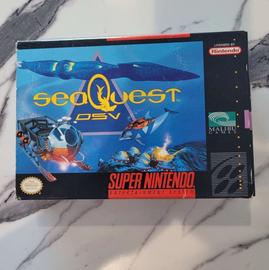 LICENSED BY
Nintendo
seaQuest
DSV
MALIBU
GAMES
SUPER NINTENDO
ENTERTAINMENT SYSTEM